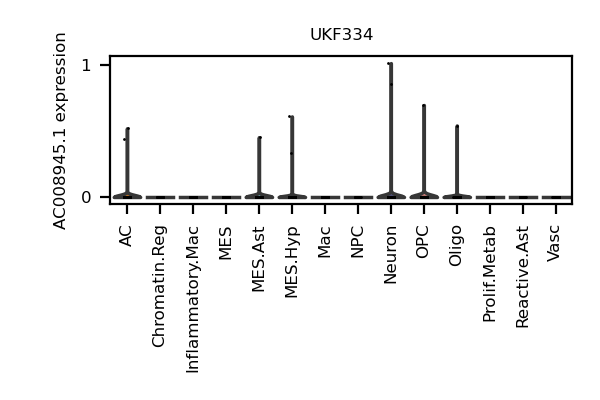 UKF334
AC008945.1 expression
1
0
AC
Chromatin.Reg
Inflammatory.Mac
MES
MES.Ast
MES.Hyp
Mac
NPC
Neuron
OPC
Oligo
Prolif.Metab
Reactive.Ast
Vasc